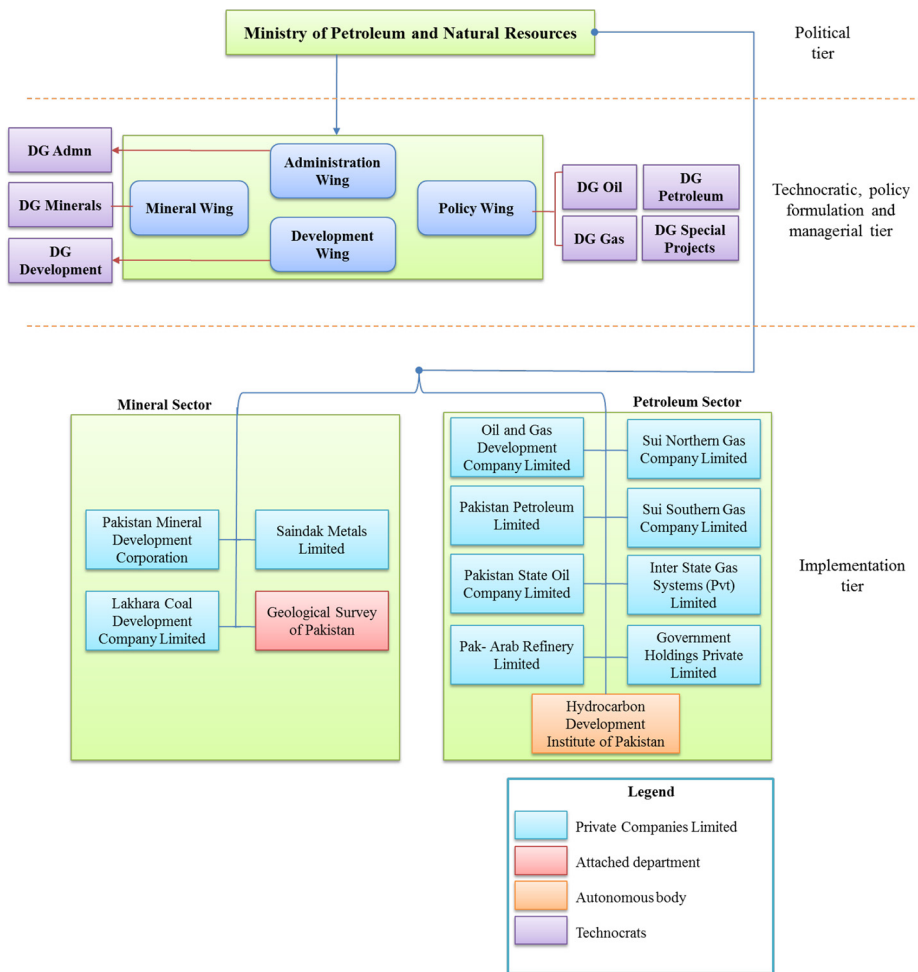 Ministry of Petroleum and Natural Resources
Political
tier
DG Admn
DG Minerals
DG
Development
Administration
Wing
Mineral Wing
Policy Wing
Development
Wing
DG Oil
DG
Petroleum
DG Gas
DG Special
Projects
Technocratic, policy
formulation and
managerial tier
Mineral Sector
Pakistan Mineral
Development
Corporation
Saindak Metals
Limited
Lakhara Coal
Development
Company Limited
Geological Survey
of Pakistan
Petroleum Sector
Oil and Gas
Development
Company Limited
Sui Northern Gas
Company Limited
Pakistan Petroleum
Limited
Sui Southern Gas
Company Limited
Pakistan State Oil
Company Limited
Inter State Gas
Systems (Pvt)
Limited
Pak- Arab Refinery
Limited
Government
Holdings Private
Limited
Hydrocarbon
Development
Institute of Pakistan
Implementation
tier
Legend
Private Companies Limited
Attached department
Autonomous body
Technocrats